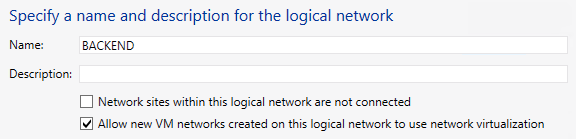 Specify a name and description for the logical network
Name: BACKEND
Description:
Network sites within this logical network are not connected
Allow new VM networks created on this logical network to use network virtualization